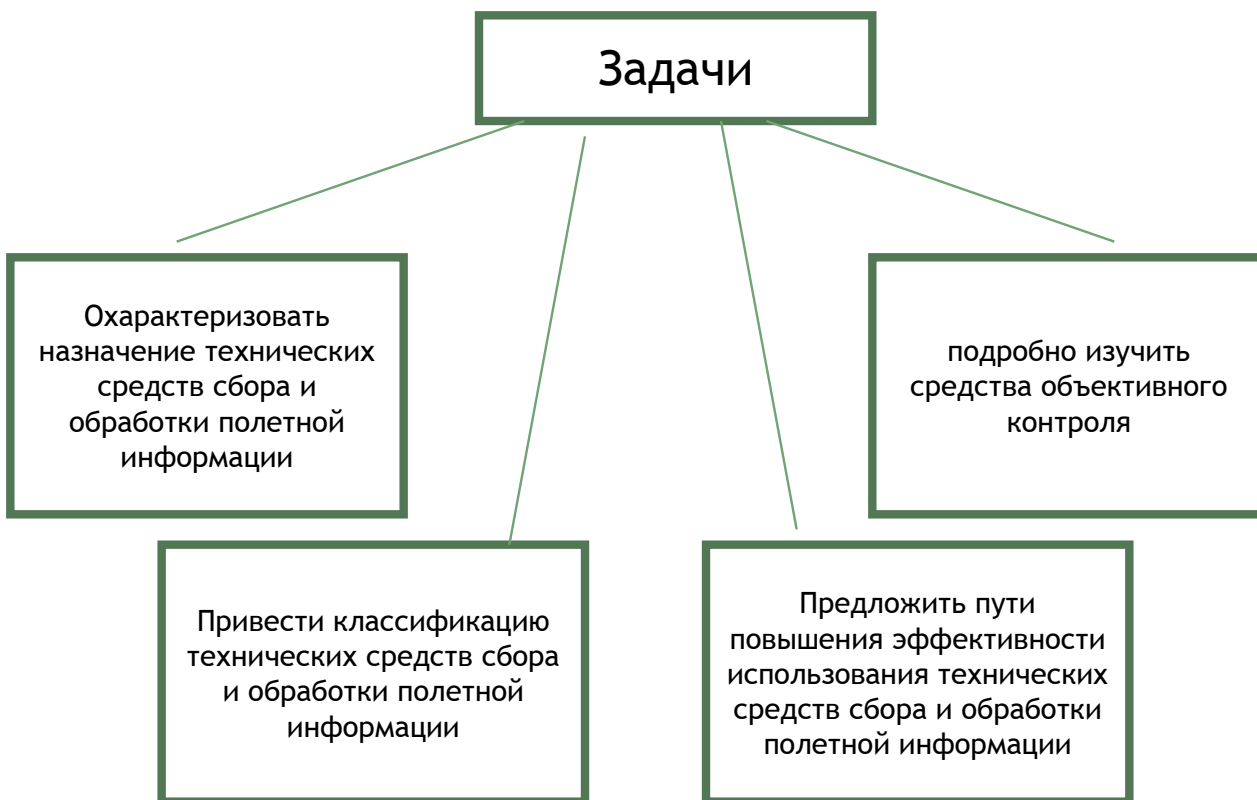 Задачи
Охарактеризовать
назначение технических
средств сбора и
обработки полетной
информации
подробно изучить
средства объективного
контроля
Привести классификацию
технических средств сбора
и обработки полетной
информации
Предложить пути
повышения эффективности
использования технических
средств сбора и обработки
полетной информации